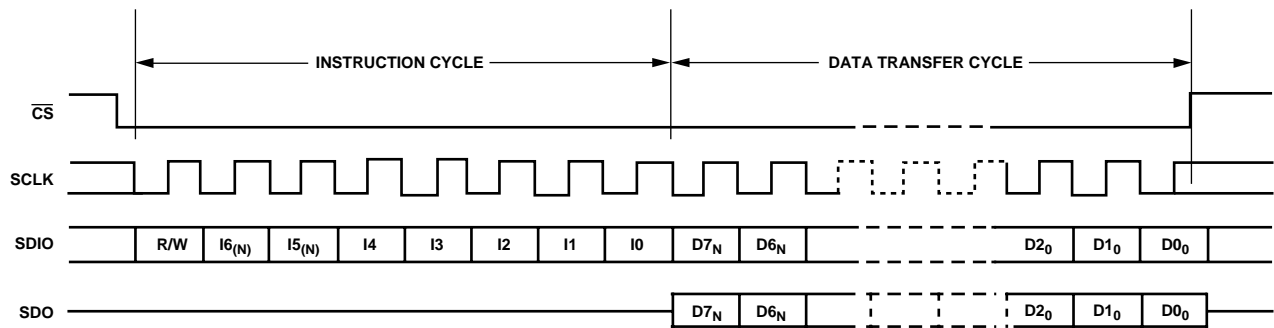 INSTRUCTION CYCLE DATA TRANSFER CYCLE
CS
SCLK
SDIO R/W I6(N) I5(N) I4 I3 I2 I1 I0 D7N D6N D20 D10 D00
SDO D7N D6N D20 D10 D00